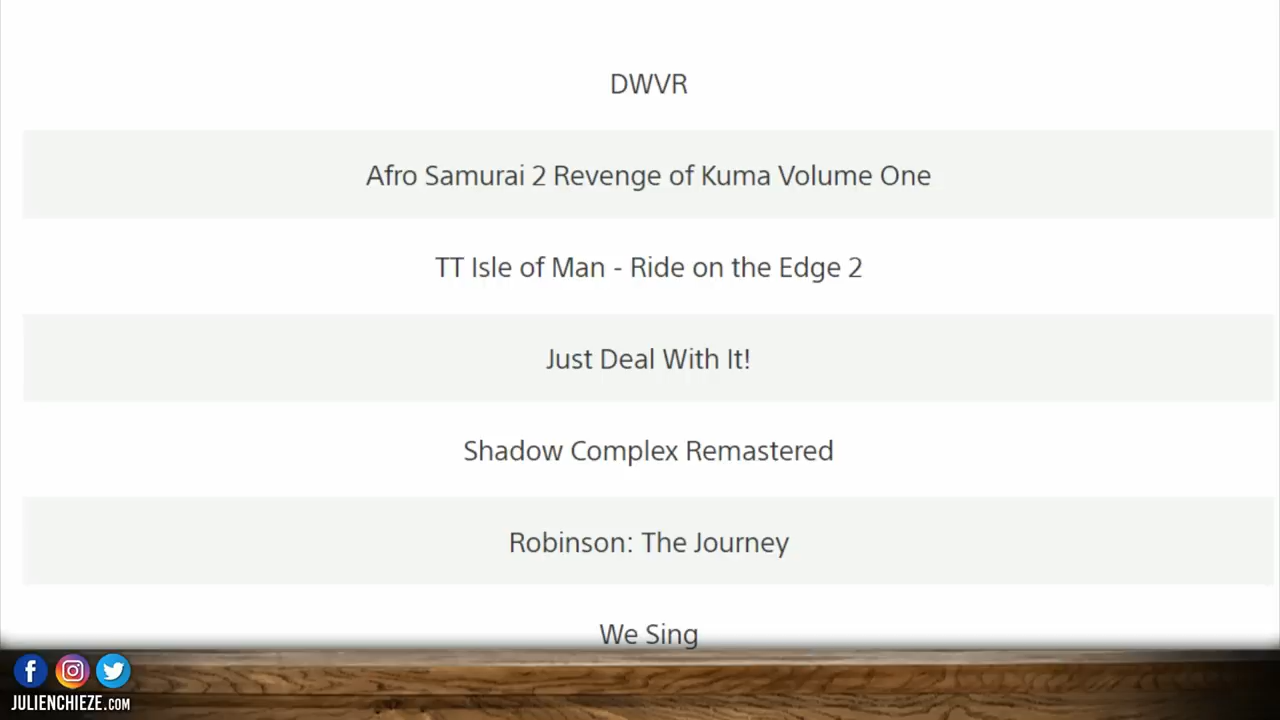 DWVR
Afro Samurai 2 Revenge of Kuma Volume One
TT Isle of Man - Ride on the Edge 2
Just Deal With It!
Shadow Complex Remastered
Robinson: The Journey
We Sing
JULIENCHIEZE.COM